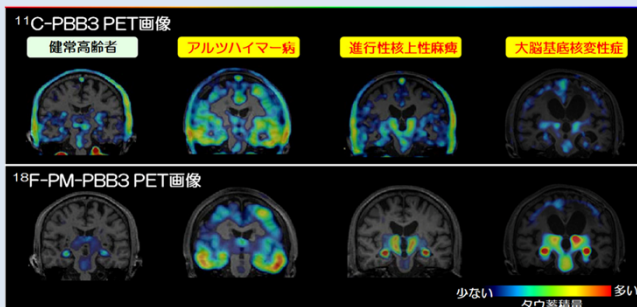 ¹¹C-PBB3 PET画像
健常高齢者
アルツハイマー病
進行性核上性麻痺
大脳基底核変性症
¹⁸F-PM-PBB3 PET画像
少ない 多い
タウ蓄積量